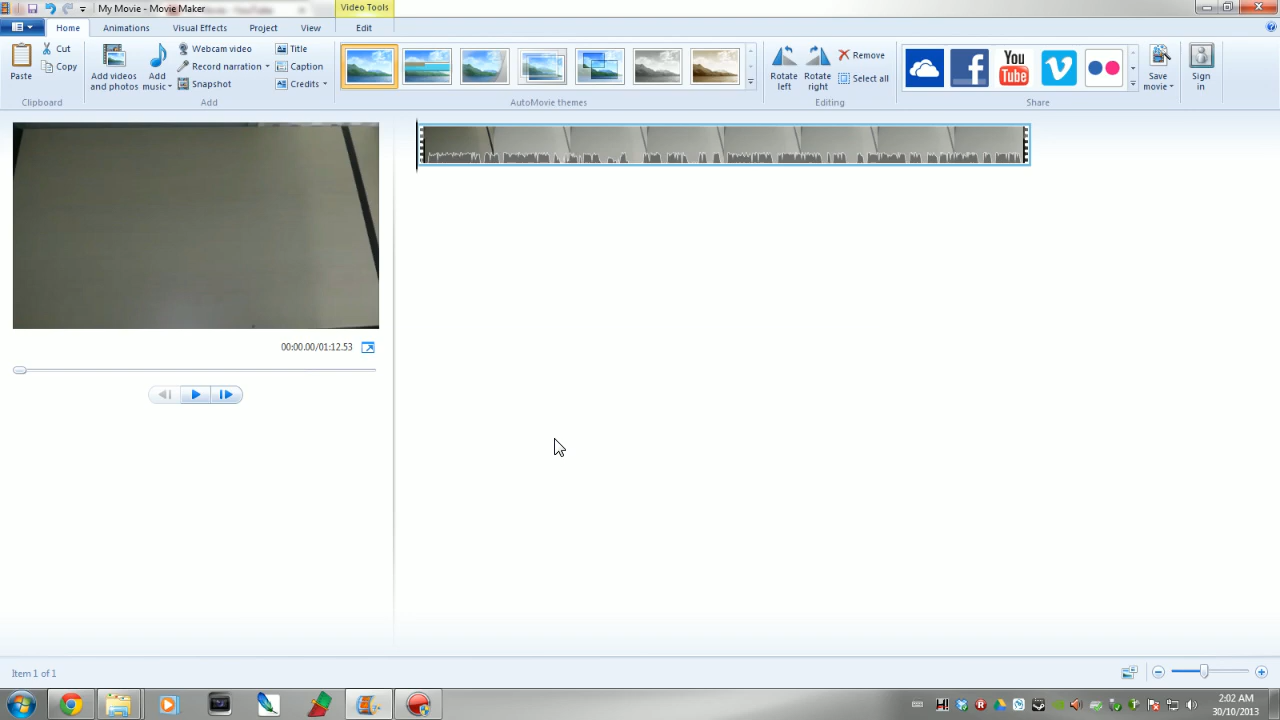 My Movie - Movie Maker
Video Tools
Home
Animations
Visual Effects
Project
View
Edit
Paste
Cut
Copy
Clipboard
Add videos
and photos
Add
music
Webcam video
Record narration
Snapshot
Title
Caption
Credits
Add
AutoMovie themes
Rotate
left
Rotate
right
Remove
Select all
Editing
You
Tube
Share
Save
movie
Sign
in
00:00.00/01:12.53
Item 1 of 1
2:02 AM
30/10/2013